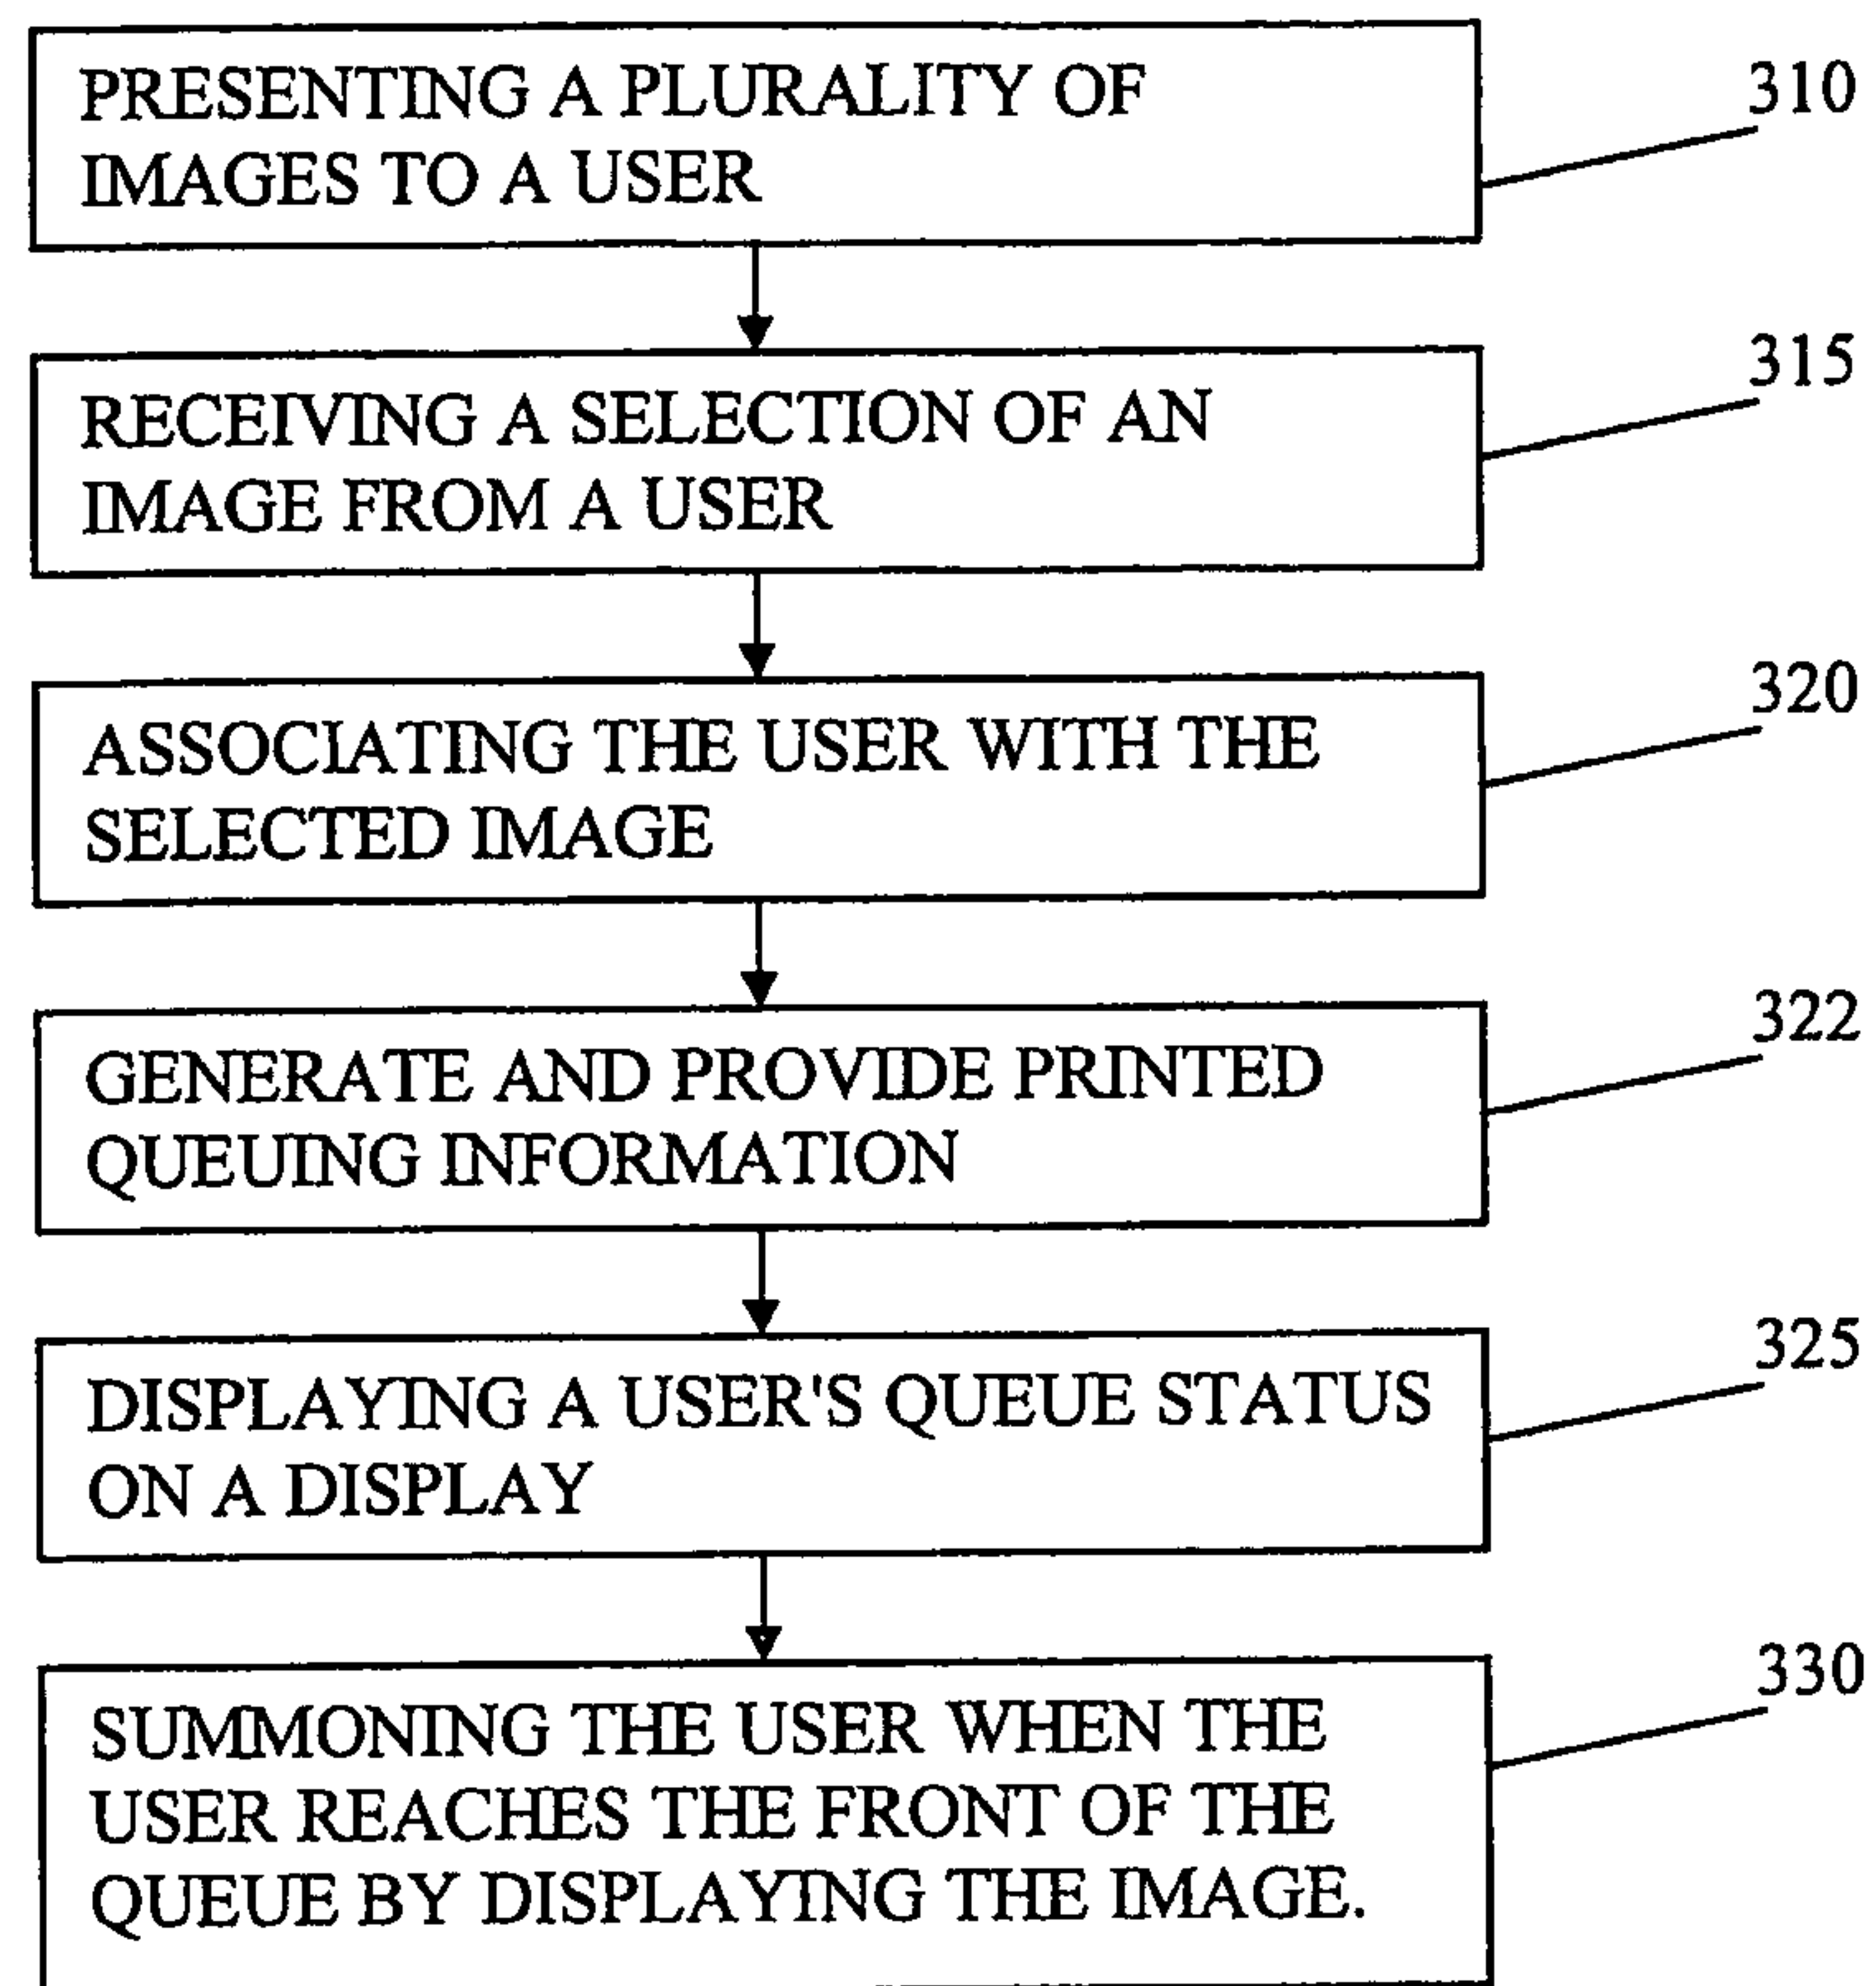 PRESENTING A PLURALITY OF
IMAGES TO A USER
310
RECEIVING A SELECTION OF AN
IMAGE FROM A USER
315
ASSOCIATING THE USER WITH THE
SELECTED IMAGE
320
GENERATE AND PROVIDE PRINTED
QUEUING INFORMATION
322
DISPLAYING A USER'S QUEUE STATUS
ON A DISPLAY
325
SUMMONING THE USER WHEN THE
USER REACHES THE FRONT OF THE
QUEUE BY DISPLAYING THE IMAGE.
330